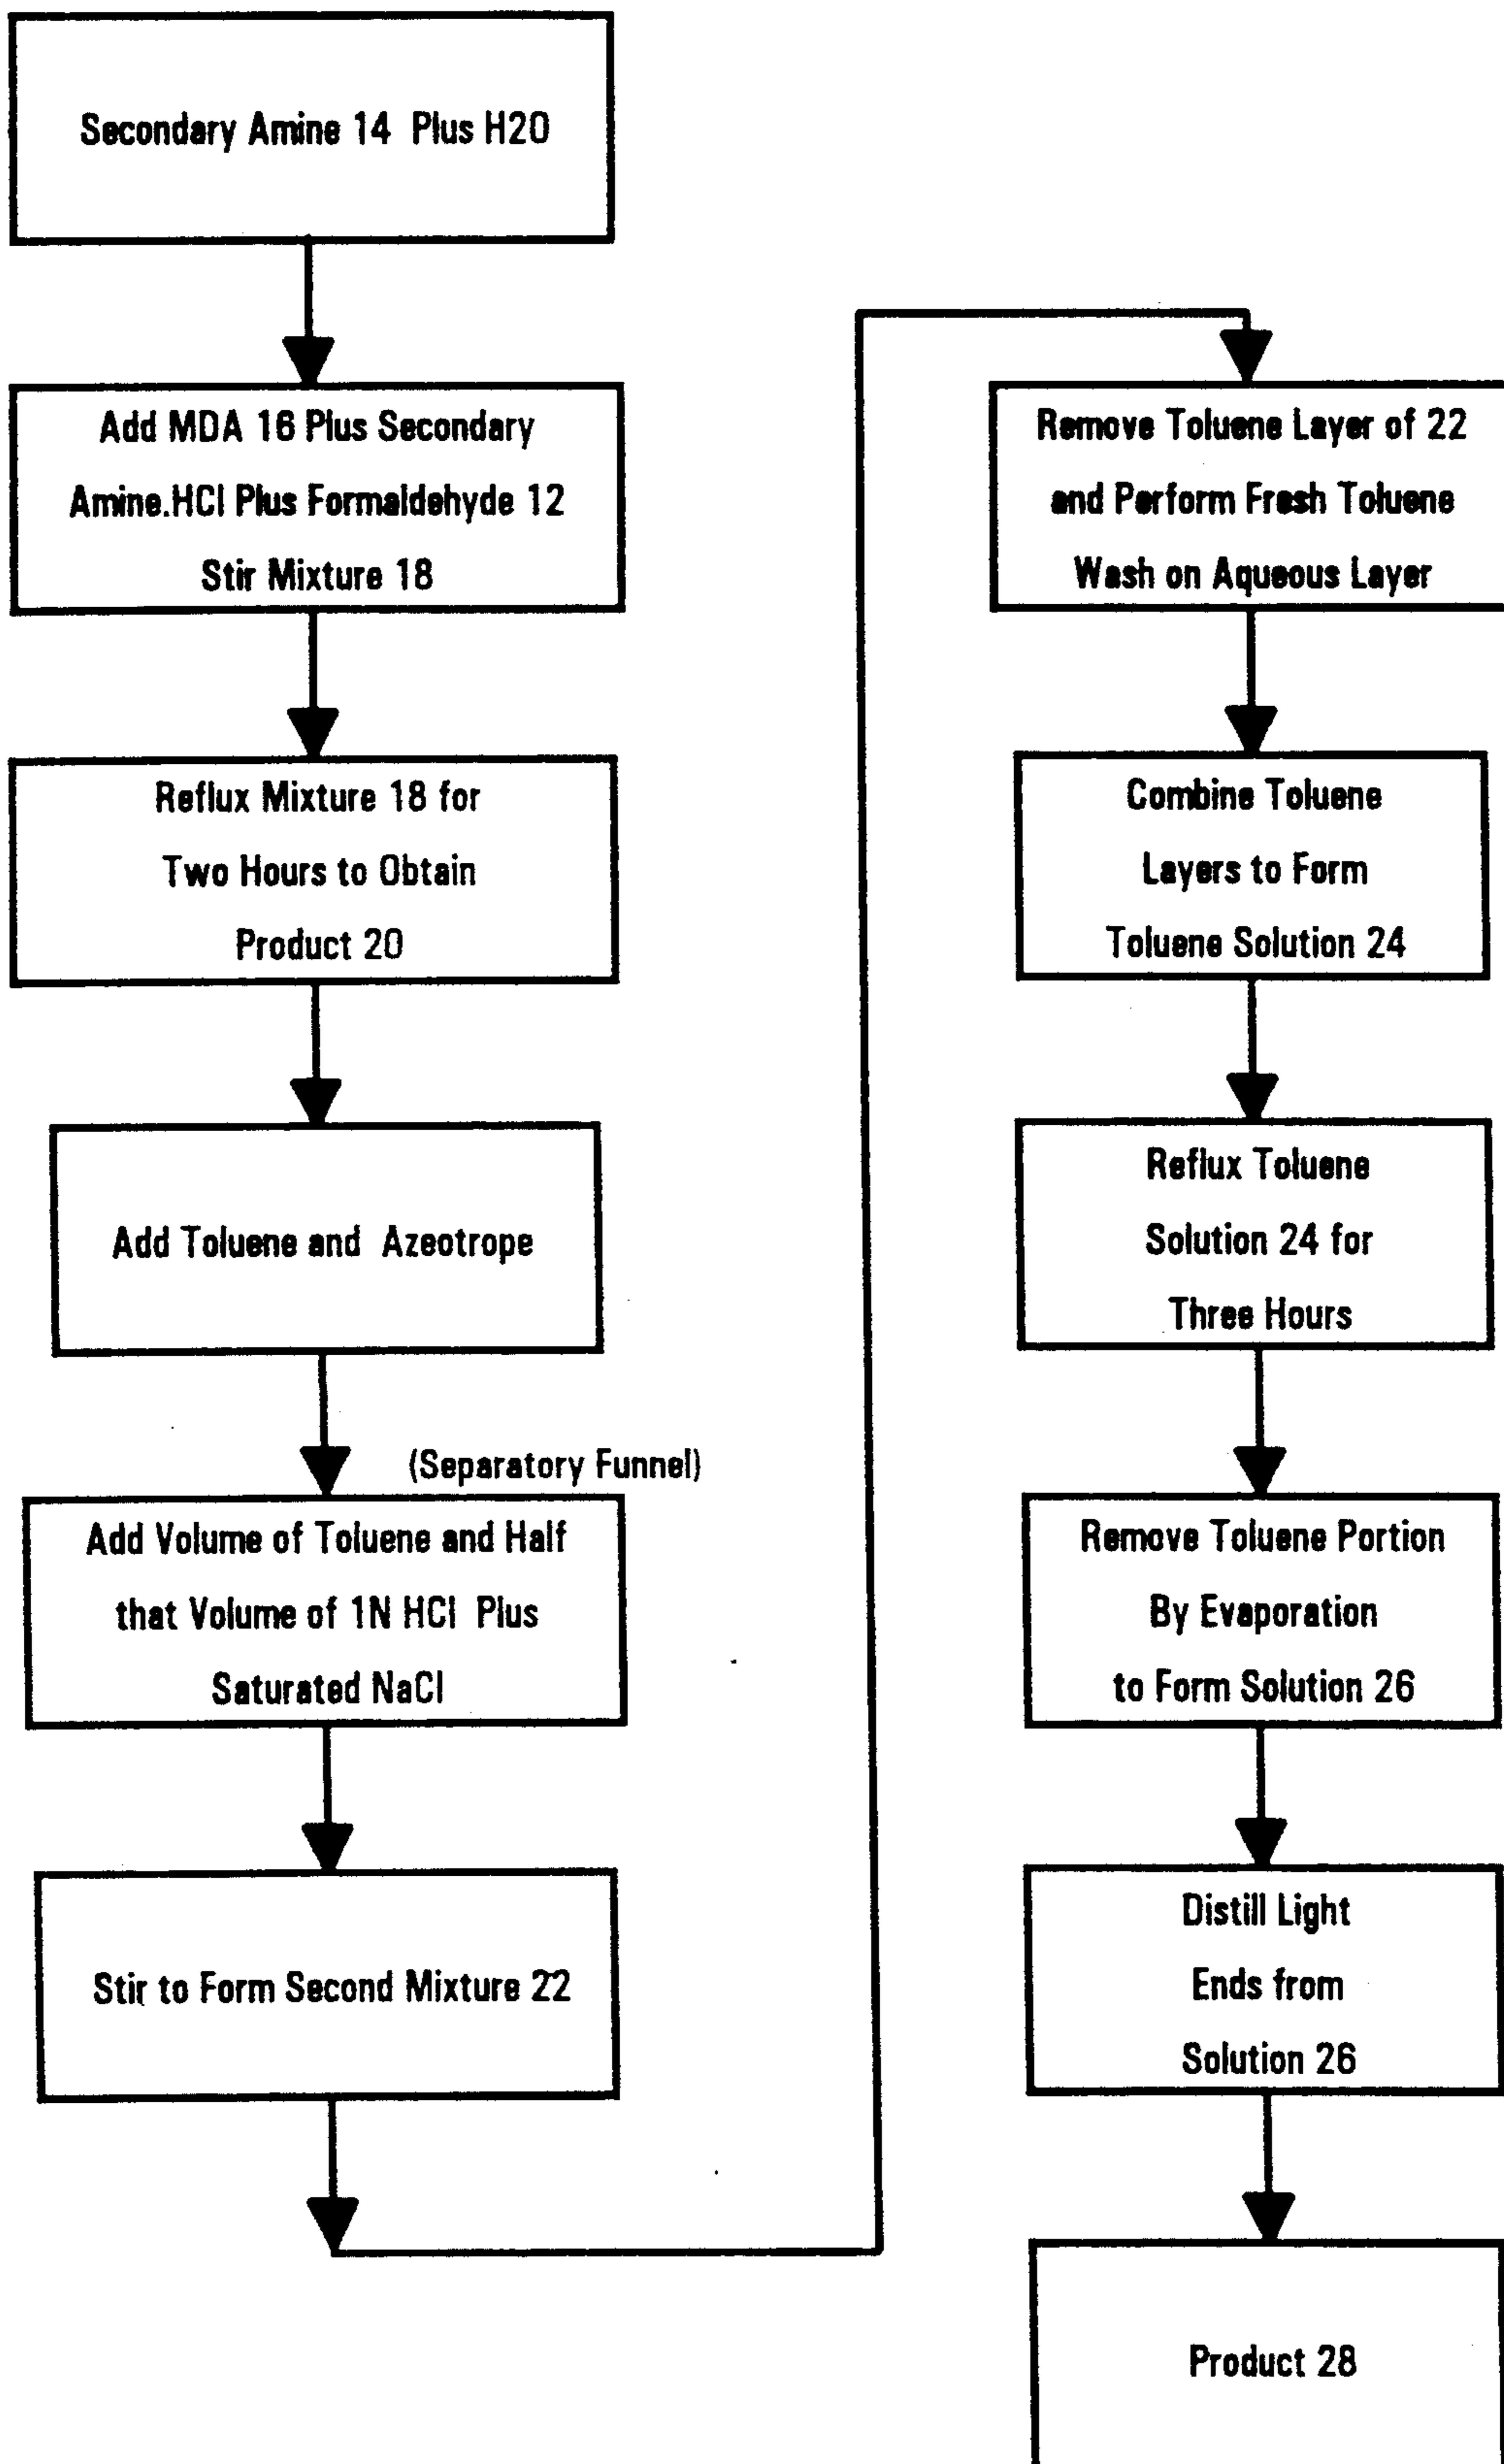 Secondary Amine 14 Plus H20
Add MDA 16 Plus Secondary
Amine.HCl Plus Formaldehyde 12
Stir Mixture 18
Reflux Mixture 18 for
Two Hours to Obtain
Product 20
Add Toluene and Azeotrope
(Separatory Funnel)
Add Volume of Toluene and Half
that Volume of 1N HCl Plus
Saturated NaCl
Stir to Form Second Mixture 22
Remove Toluene Layer of 22
and Perform Fresh Toluene
Wash on Aqueous Layer
Combine Toluene
Layers to Form
Toluene Solution 24
Reflux Toluene
Solution 24 for
Three Hours
Remove Toluene Portion
By Evaporation
to Form Solution 26
Distill Light
Ends from
Solution 26
Product 28